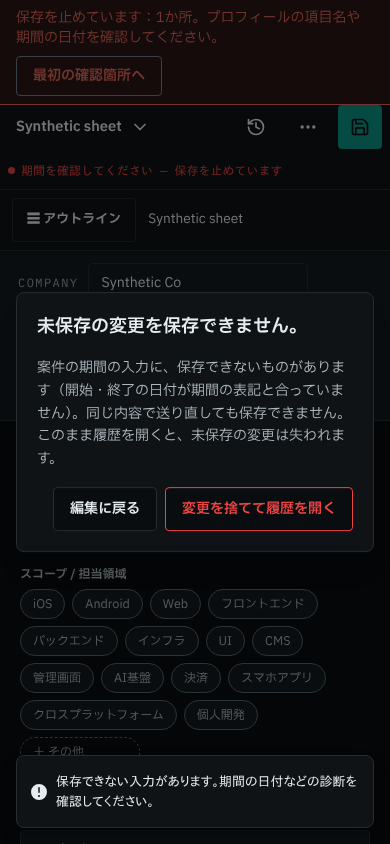 保存を止めています：1か所。プロフィールの項目名や
期間の日付を確認してください。
最初の確認箇所へ
Synthetic sheet
期間を確認してください — 保存を止めています
アウトライン Synthetic sheet
COMPANY Synthetic Co
未保存の変更を保存できません。
案件の期間の入力に、保存できないものがありま
す（開始・終了の日付が期間の表記と合っていま
せん）。同じ内容で送り直しても保存できません。
このまま履歴を開くと、未保存の変更は失われま
す。
編集に戻る 変更を捨てて履歴を開く
スコープ / 担当領域
iOS Android Web フロントエンド
バックエンド インフラ UI CMS
管理画面 AI基盤 決済 スマホアプリ
クロスプラットフォーム 個人開発
＋ その他
保存できない入力があります。期間の日付などの診断を
確認してください。